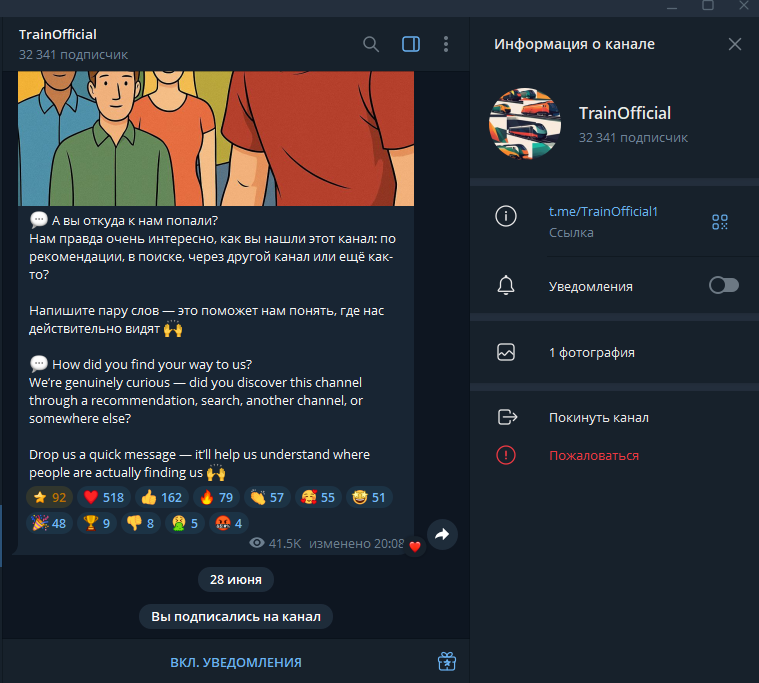 TrainOfficial
32 341 подписчик
💬 А вы откуда к нам попали?
Нам правда очень интересно, как вы нашли этот канал: по
рекомендации, в поиске, через другой канал или ещё как-
то?
Напишите пару слов — это поможет нам понять, где нас
действительно видят 🙌
💬 How did you find your way to us?
We’re genuinely curious — did you discover this channel
through a recommendation, search, another channel, or
somewhere else?
Drop us a quick message — it’ll help us understand where
people are actually finding us 🙌
⭐ 92 ❤️ 518 👍 162 🔥 79 👏 57 🥰 55 🤩 51
🎉 48 🏆 9 👎 8 🤮 5 🤬 4
41.5K изменено 20:08
28 июня
Вы подписались на канал
ВКЛ. УВЕДОМЛЕНИЯ
Информация о канале
TrainOfficial
32 341 подписчик
t.me/TrainOfficial1
Ссылка
Уведомления
1 фотография
Покинуть канал
Пожаловаться